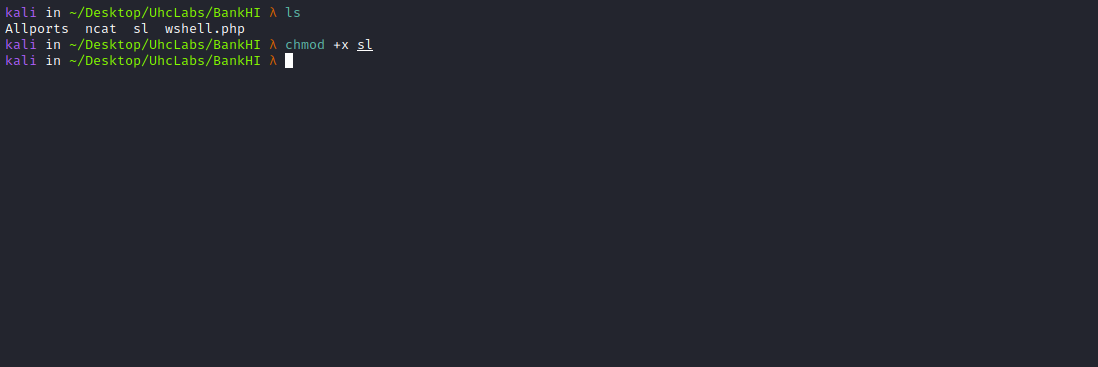 kali in ~/Desktop/UhcLabs/BankHI λ ls
Allports  ncat  sl  wshell.php
kali in ~/Desktop/UhcLabs/BankHI λ chmod +x sl
kali in ~/Desktop/UhcLabs/BankHI λ